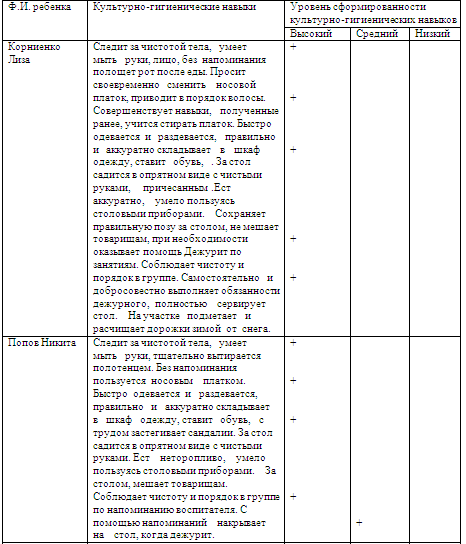 Ф.И. ребенка Культурно-гигиенические навыки Уровень сформированности
культурно-гигиенических навыков
Высокий Средний Низкий
Корниенко Следит за чистотой тела, умеет +
Лиза мыть руки, лицо, без напоминания
полощет рот после еды. Просит
своевременно сменить носовой
платок, приводит в порядок волосы. +
Совершенствует навыки, полученные
ранее, учится стирать платок. Быстро
одевается и раздевается, правильно
и аккуратно складывает в шкаф +
одежду, ставит обувь, . За стол
садится в опрятном виде с чистыми
руками, причесанным .Ест
аккуратно, умело пользуясь
столовыми приборами. Сохраняет
правильную позу за столом, не мешает
товарищам, при необходимости +
оказывает помощь Дежурит по
занятиям. Соблюдает чистоту и
порядок в группе. Самостоятельно и +
добросовестно выполняет обязанности
дежурного, полностью сервирует
стол. На участке подметает и
расчищает дорожки зимой от снега.
Попов Никита Следит за чистотой тела, умеет +
мыть руки, тщательно вытирается
полотенцем. Без напоминания
пользуется носовым платком. +
Быстро одевается и раздевается,
правильно и аккуратно складывает
в шкаф одежду, ставит обувь, с +
трудом застегивает сандалии. За стол
садится в опрятном виде с чистыми
руками. Ест неторопливо, умело
пользуясь столовыми приборами. За
столом, мешает товарищам.
Соблюдает чистоту и порядок в группе +
по напоминанию воспитателя. С
помощью напоминаний накрывает +
на стол, когда дежурит.